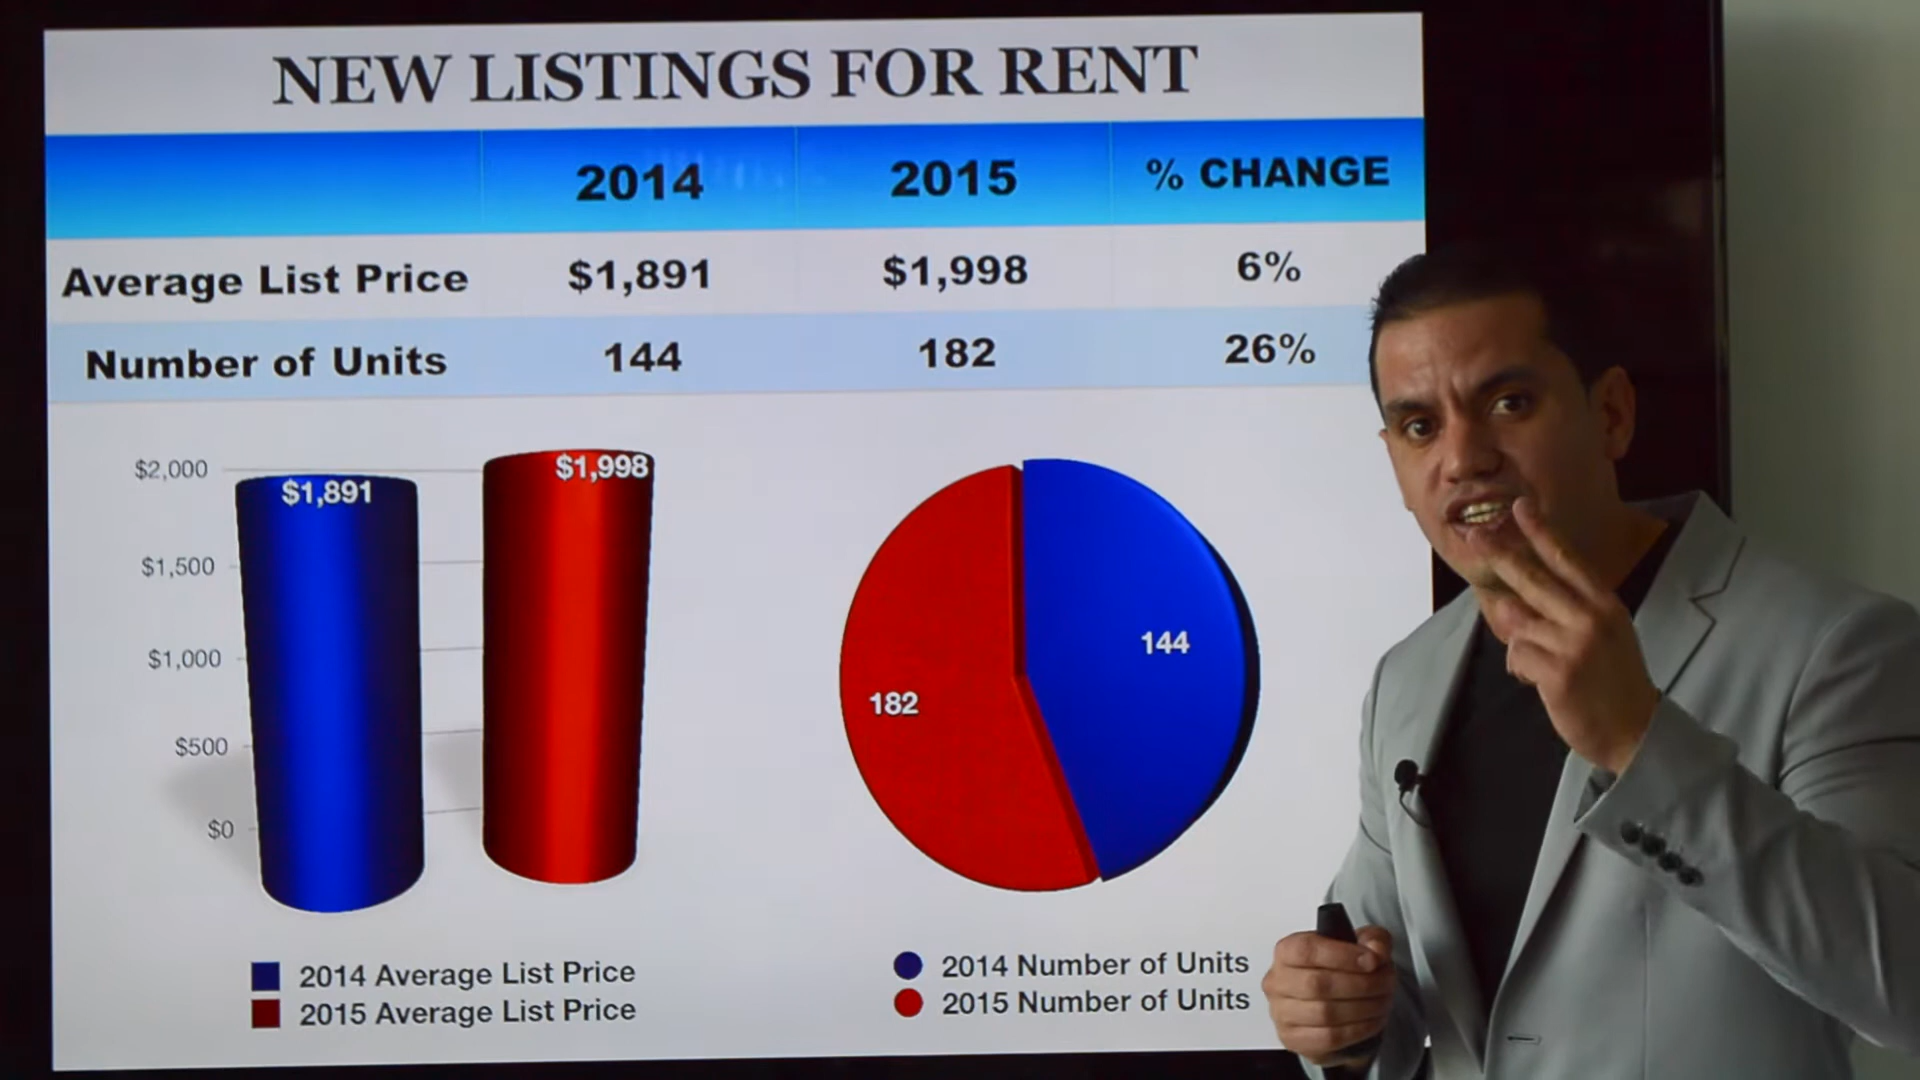 NEW LISTINGS FOR RENT
2014 2015 % CHANGE
Average List Price $1,891 $1,998 6%
Number of Units 144 182 26%
$2,000
$1,500
$1,000
$500
$0
$1,891
$1,998
144
182
2014 Average List Price
2015 Average List Price
2014 Number of Units
2015 Number of Units